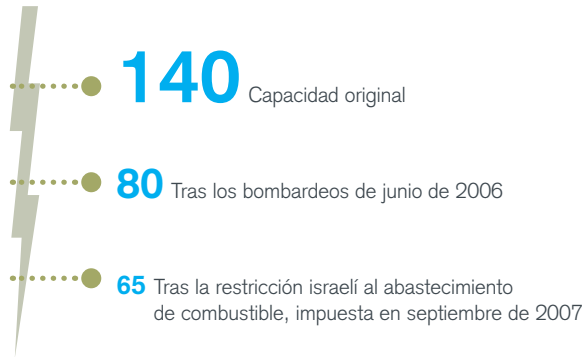 140 Capacidad original
80 Tras los bombardeos de junio de 2006
65 Tras la restricción israelí al abastecimiento
de combustible, impuesta en septiembre de 2007